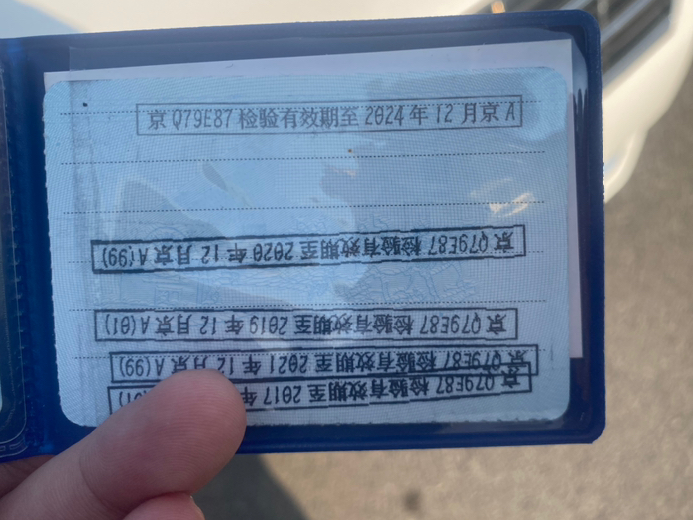 京Q79E87 检验有效期至 2024年12月京A
京Q79E87 检验有效期至 2020年12月京A(99)
京Q79E87 检验有效期至 2019年12月京A(01)
京Q79E87 检验有效期至 2021年12月京A(99)
京Q79E87 检验有效期至 2017年